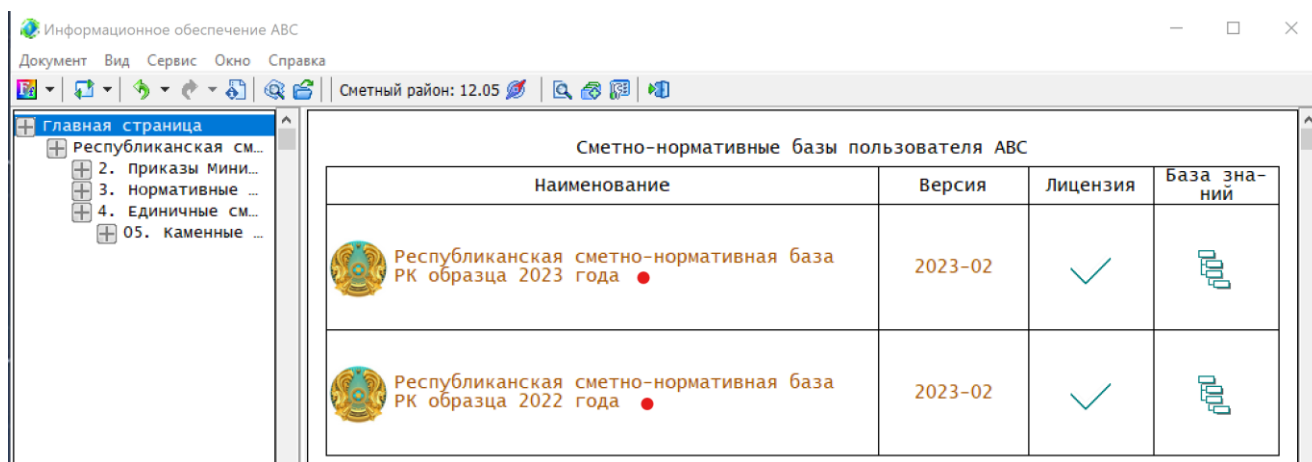 Информационное обеспечение АВС
Документ Вид Сервис Окно Справка
Сметный район: 12.05
Главная страница
Республиканская см…
2. Приказы Мини…
3. Нормативные …
4. Единичные см…
05. Каменные …
Сметно-нормативные базы пользователя АВС
Наименование Версия Лицензия База зна-
ний
Республиканская сметно-нормативная база
РК образца 2023 года
2023-02
Республиканская сметно-нормативная база
РК образца 2022 года
2023-02